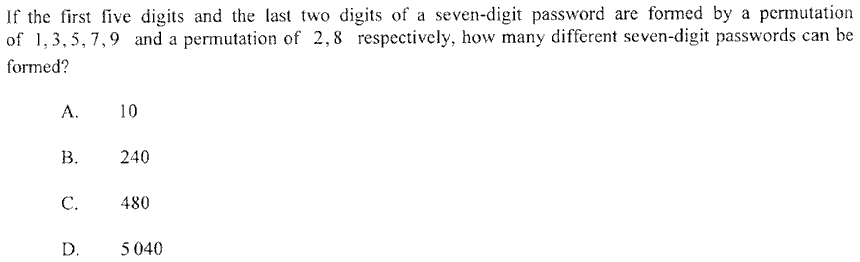 If the first five digits and the last two digits of a seven-digit password are formed by a permutation
of 1, 3, 5, 7, 9 and a permutation of 2, 8 respectively, how many different seven-digit passwords can be
formed?
A. 10
B. 240
C. 480
D. 5 040